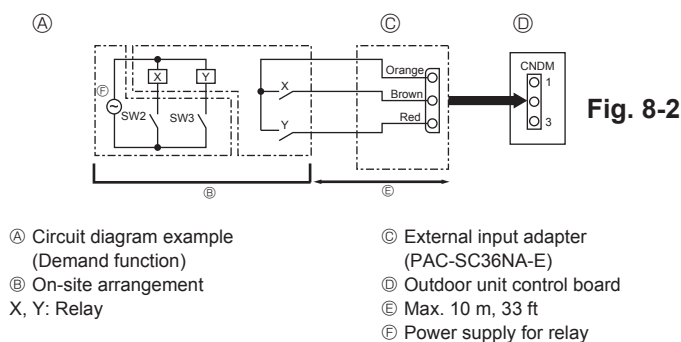 Ⓐ Ⓒ Ⓓ
Orange
Brown
Red
X Y
Ⓕ
SW2 SW3
X
Y
CNDM
1
3
Fig. 8-2
Ⓑ Ⓔ
Ⓐ Circuit diagram example
(Demand function)
Ⓑ On-site arrangement
X, Y: Relay
Ⓒ External input adapter
(PAC-SC36NA-E)
Ⓓ Outdoor unit control board
Ⓔ Max. 10 m, 33 ft
Ⓕ Power supply for relay